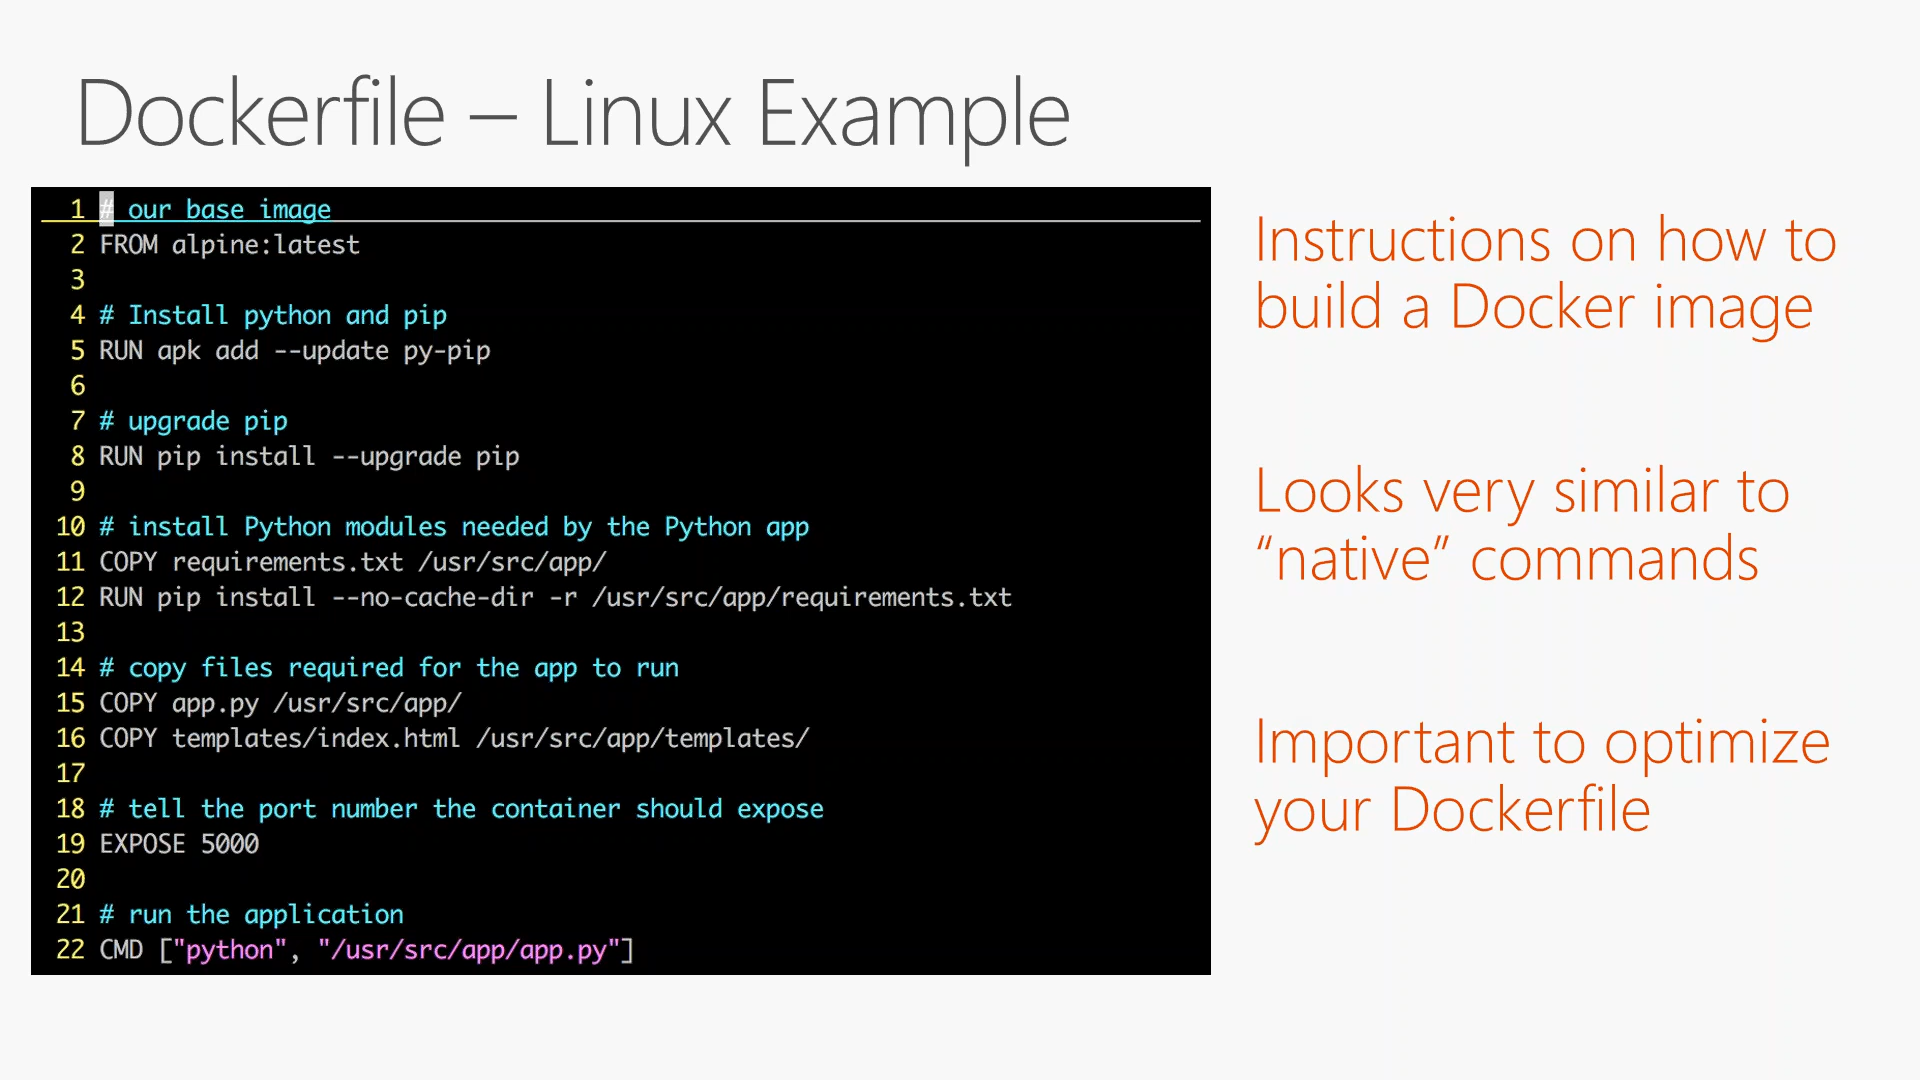 Dockerfile – Linux Example
1 # our base image
2 FROM alpine:latest
3
4 # Install python and pip
5 RUN apk add --update py-pip
6
7 # upgrade pip
8 RUN pip install --upgrade pip
9
10 # install Python modules needed by the Python app
11 COPY requirements.txt /usr/src/app/
12 RUN pip install --no-cache-dir -r /usr/src/app/requirements.txt
13
14 # copy files required for the app to run
15 COPY app.py /usr/src/app/
16 COPY templates/index.html /usr/src/app/templates/
17
18 # tell the port number the container should expose
19 EXPOSE 5000
20
21 # run the application
22 CMD ["python", "/usr/src/app/app.py"]
Instructions on how to
build a Docker image
Looks very similar to
“native” commands
Important to optimize
your Dockerfile